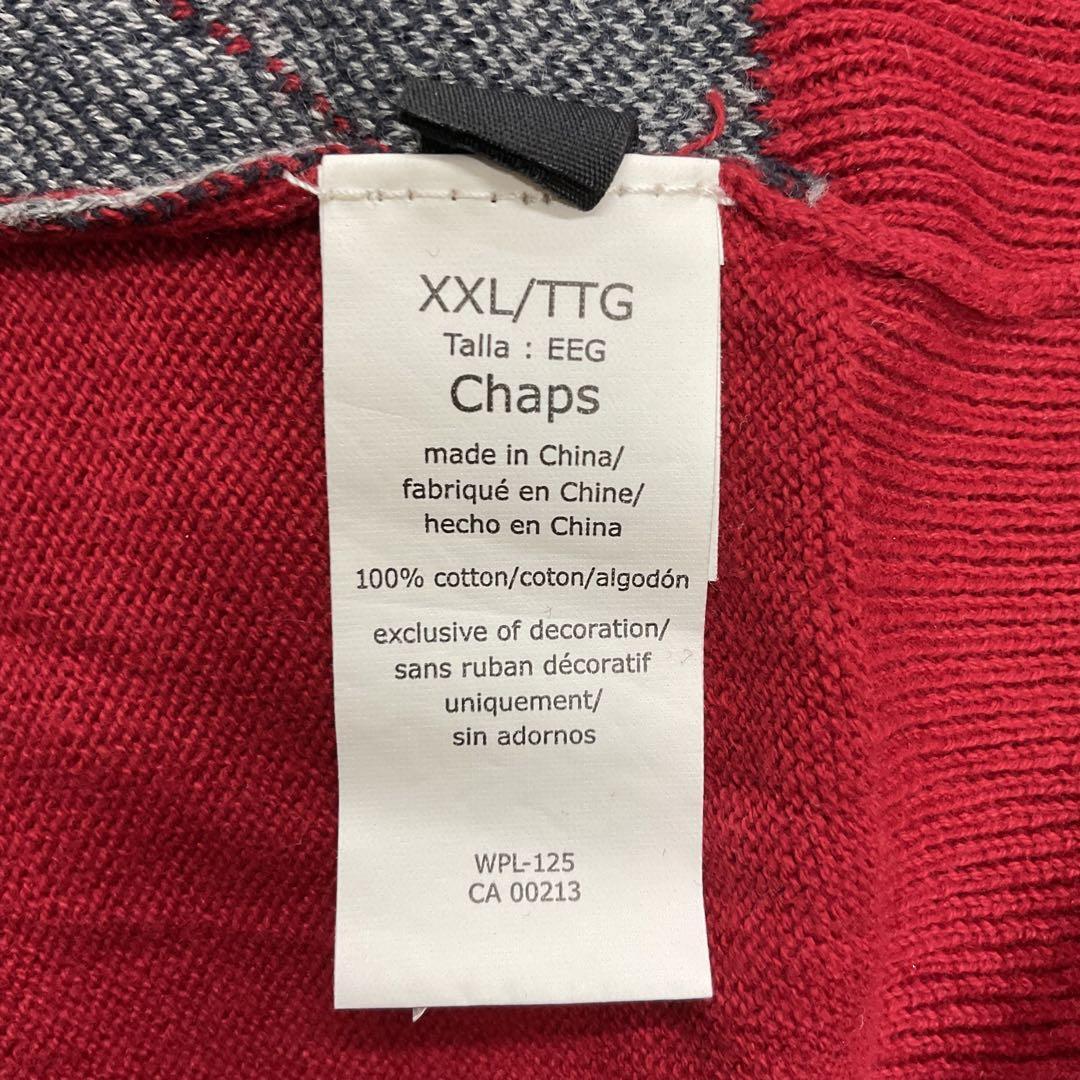 XXL/TTG
Talla : EEG
Chaps
made in China/
fabriqué en Chine/
hecho en China
100% cotton/coton/algodón
exclusive of decoration/
sans ruban décoratif
uniquement/
sin adornos
WPL-125
CA 00213